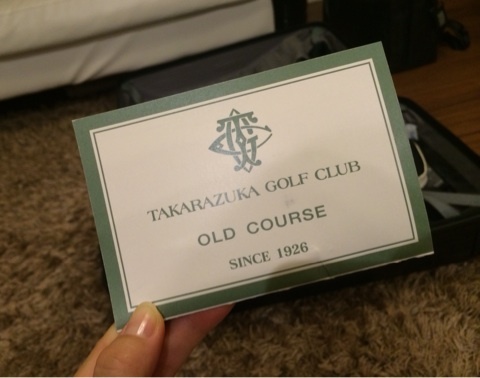 TAKARAZUKA GOLF CLUB
OLD COURSE
SINCE 1926